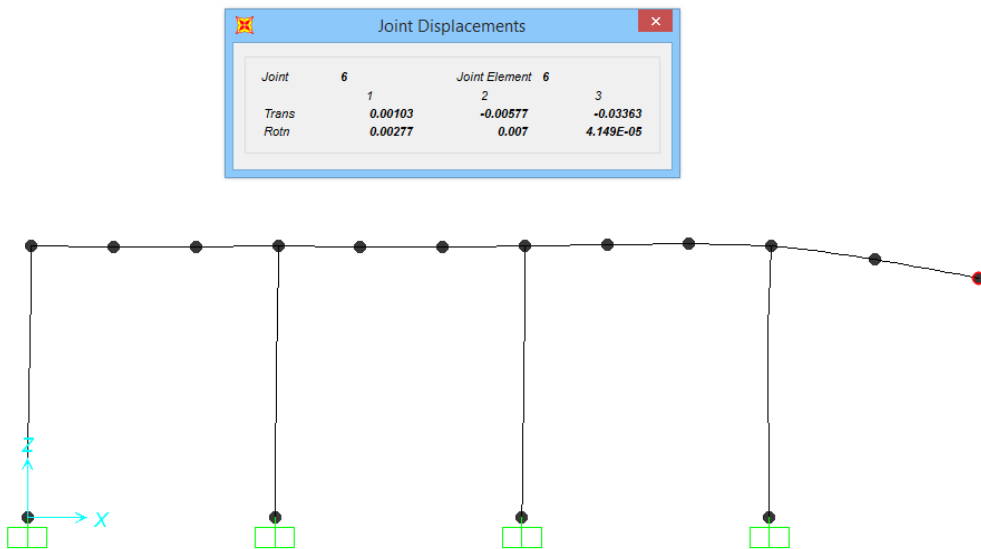 Joint Displacements
Joint 6 Joint Element 6
1 2 3
Trans 0.00103 -0.00577 -0.03363
Rotn 0.00277 0.007 4.149E-05
Z
X